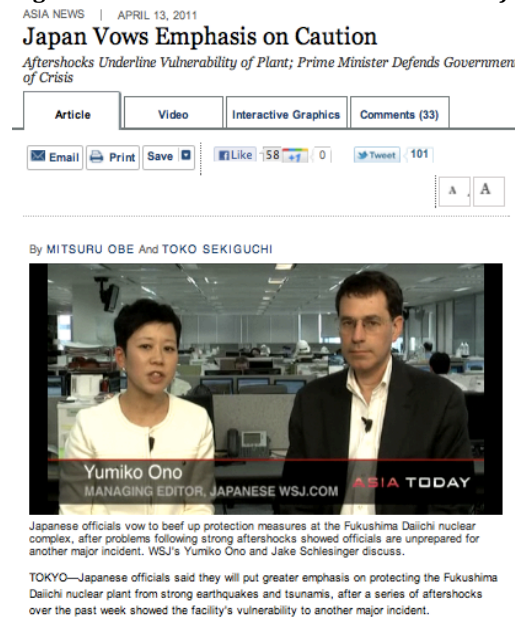 ASIA NEWS | APRIL 13, 2011
Japan Vows Emphasis on Caution
Aftershocks Underline Vulnerability of Plant; Prime Minister Defends Governmen
of Crisis
Article Video Interactive Graphics Comments (33)
Email Print Save Like 58 +1 0 Tweet 101
A A
By MITSURU OBE And TOKO SEKIGUCHI
Yumiko Ono
MANAGING EDITOR, JAPANESE WSJ.COM
ASIA TODAY
Japanese officials vow to beef up protection measures at the Fukushima Daiichi nuclear
complex, after problems following strong aftershocks showed officials are unprepared for
another major incident. WSJ's Yumiko Ono and Jake Schlesinger discuss.
TOKYO—Japanese officials said they will put greater emphasis on protecting the Fukushima
Daiichi nuclear plant from strong earthquakes and tsunamis, after a series of aftershocks
over the past week showed the facility's vulnerability to another major incident.